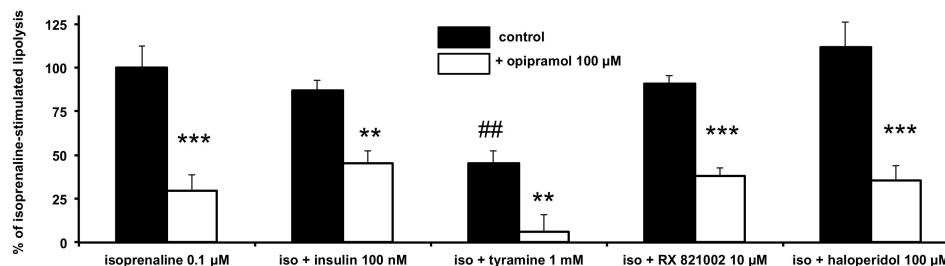 % of isoprenaline-stimulated lipolysis
125
100
75
50
25
0
control
+ opipramol 100 µM
***
**
##
**
***
***
isoprenaline 0.1 µM
iso + insulin 100 nM
iso + tyramine 1 mM
iso + RX 821002 10 µM
iso + haloperidol 100 µM